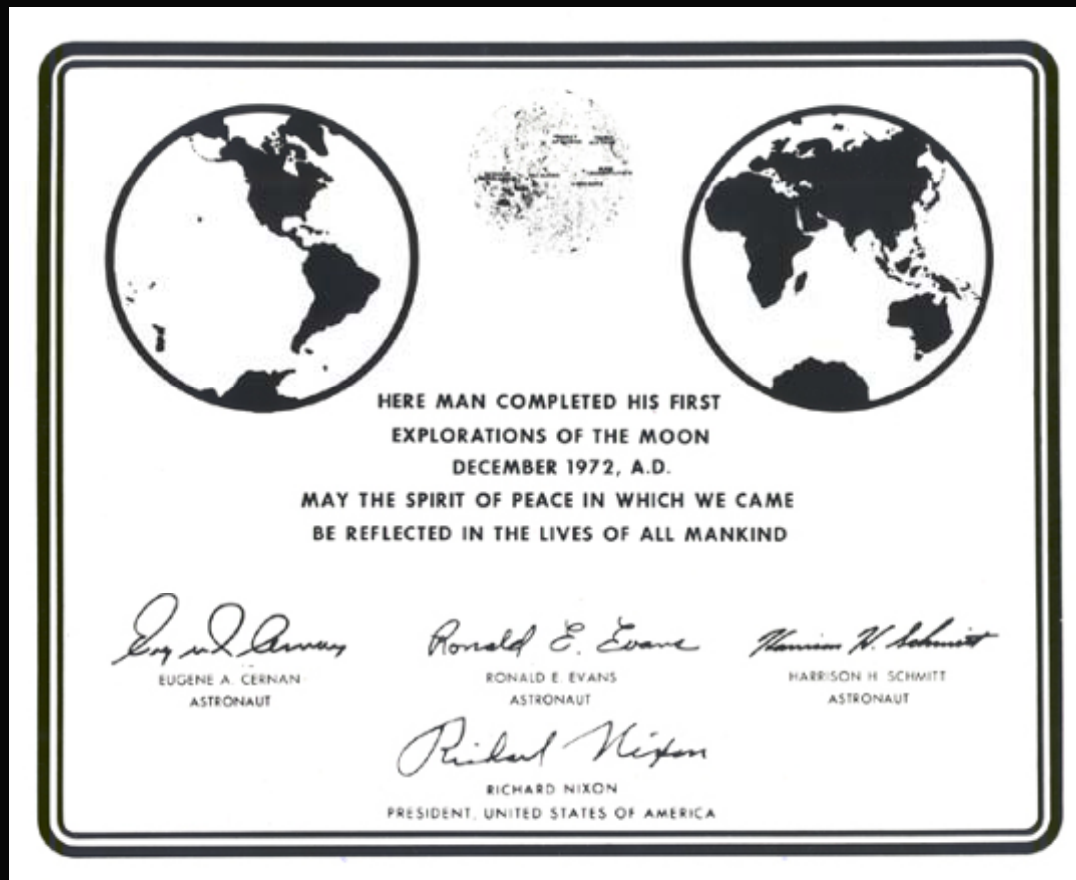 HERE MAN COMPLETED HIS FIRST
EXPLORATIONS OF THE MOON
DECEMBER 1972, A.D.
MAY THE SPIRIT OF PEACE IN WHICH WE CAME
BE REFLECTED IN THE LIVES OF ALL MANKIND
Ronald E. Evans
Harrison H. Schmitt
EUGENE A. CERNAN
RONALD E. EVANS
HARRISON H. SCHMITT
ASTRONAUT
ASTRONAUT
ASTRONAUT
Richard Nixon
RICHARD NIXON
PRESIDENT, UNITED STATES OF AMERICA